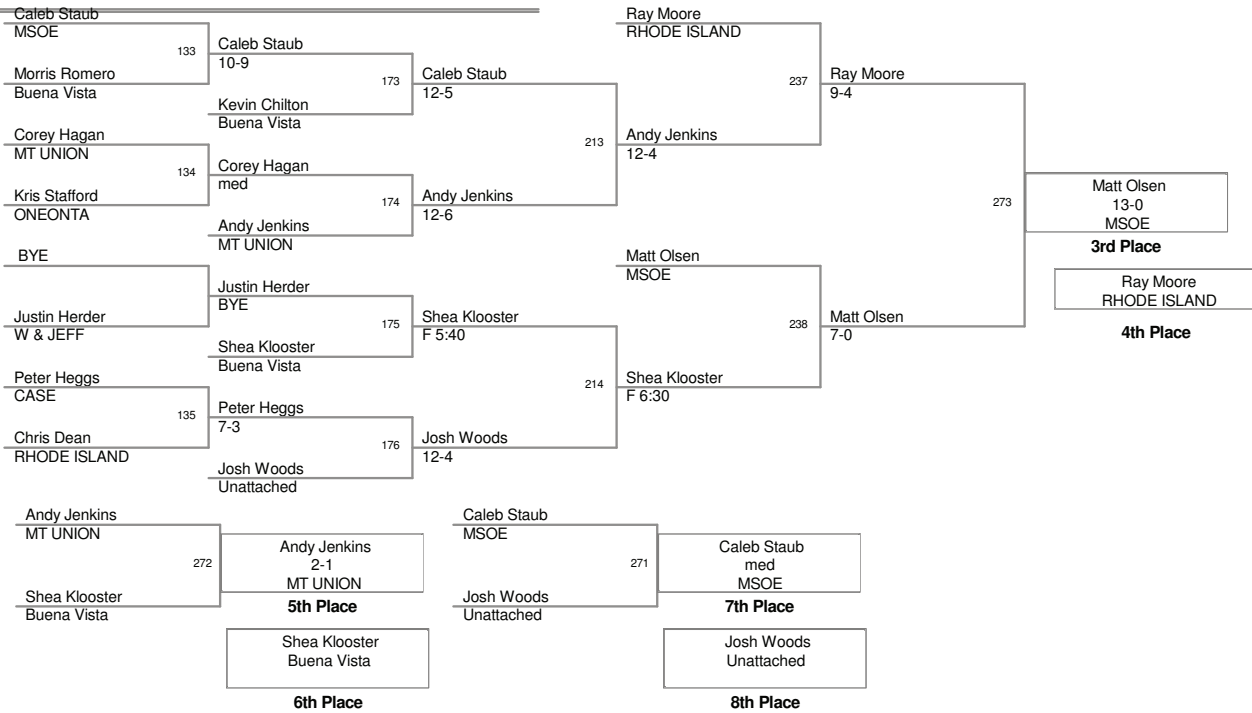 Caleb Staub
MSOE
133
Morris Romero
Buena Vista
Corey Hagan
MT UNION
134
Kris Stafford
ONEONTA
BYE
Justin Herder
W & JEFF
Peter Heggs
CASE
135
Chris Dean
RHODE ISLAND
Caleb Staub
10-9
173
Kevin Chilton
Buena Vista
Corey Hagan
med
174
Andy Jenkins
MT UNION
Justin Herder
BYE
175
Shea Klooster
Buena Vista
Peter Heggs
7-3
176
Josh Woods
Unattached
Caleb Staub
12-5
213
Andy Jenkins
12-6
Shea Klooster
F 5:40
214
Josh Woods
12-4
Ray Moore
RHODE ISLAND
237
Andy Jenkins
12-4
Matt Olsen
MSOE
238
Shea Klooster
F 6:30
Ray Moore
9-4
273
Matt Olsen
7-0
Matt Olsen
13-0
MSOE
3rd Place
Ray Moore
RHODE ISLAND
4th Place
Andy Jenkins
MT UNION
272
Shea Klooster
Buena Vista
Andy Jenkins
2-1
MT UNION
5th Place
Shea Klooster
Buena Vista
6th Place
Caleb Staub
MSOE
271
Josh Woods
Unattached
Caleb Staub
med
MSOE
7th Place
Josh Woods
Unattached
8th Place